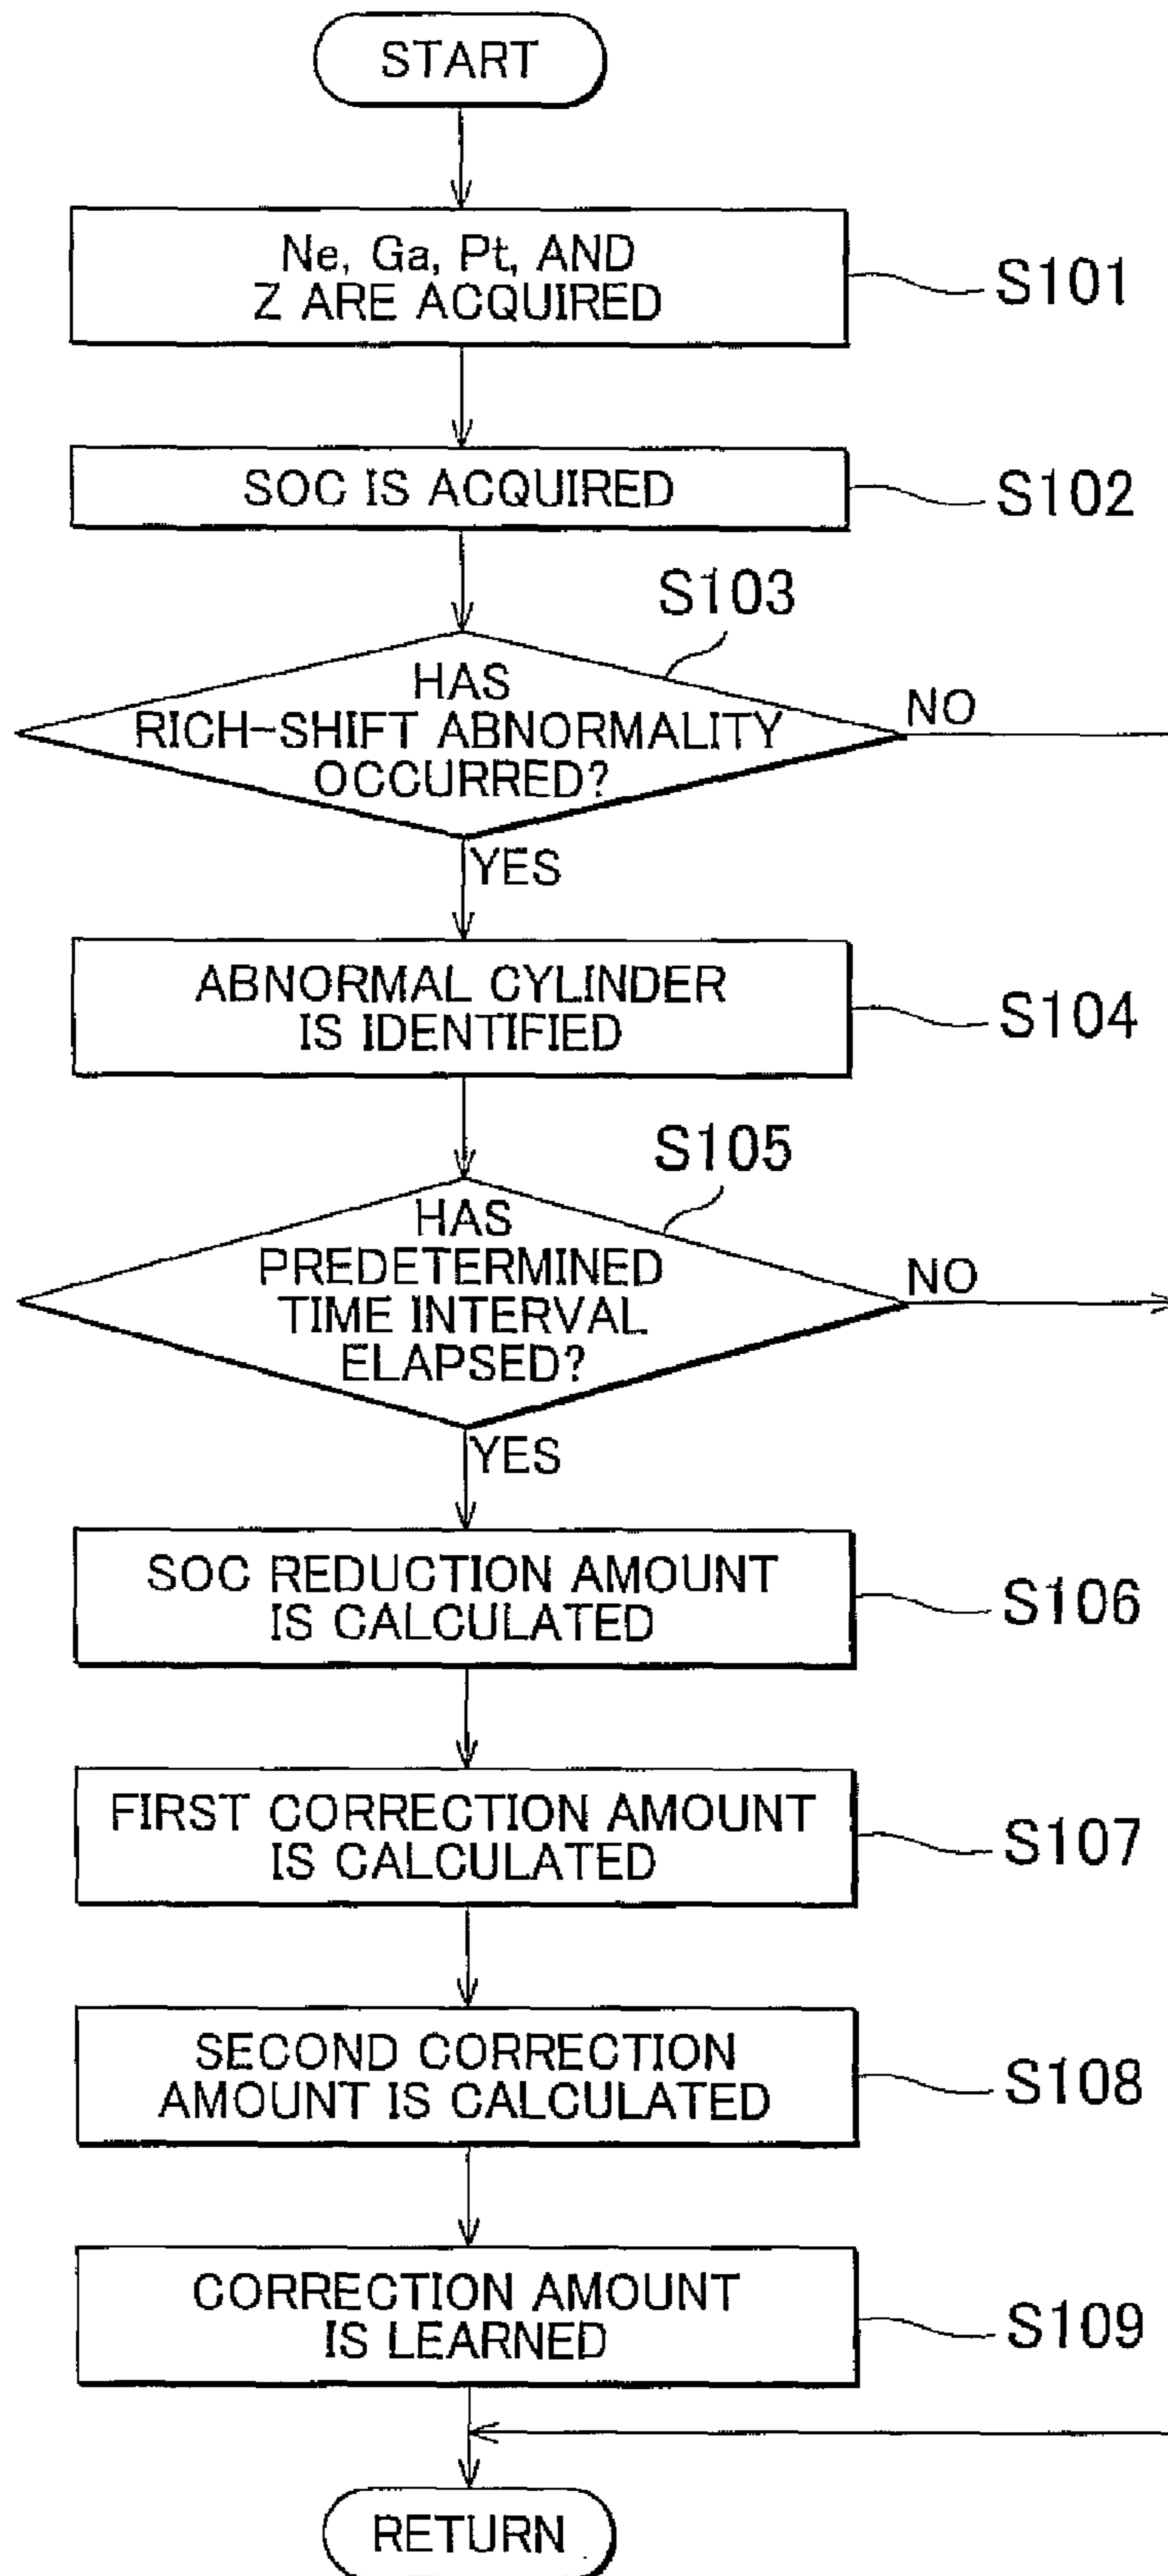 START
Ne, Ga, Pt, AND
Z ARE ACQUIRED
S101
SOC IS ACQUIRED
S102
S103
HAS
RICH-SHIFT ABNORMALITY
OCCURRED?
NO
YES
ABNORMAL CYLINDER
IS IDENTIFIED
S104
S105
HAS
PREDETERMINED
TIME INTERVAL
ELAPSED?
NO
YES
SOC REDUCTION AMOUNT
IS CALCULATED
S106
FIRST CORRECTION AMOUNT
IS CALCULATED
S107
SECOND CORRECTION
AMOUNT IS CALCULATED
S108
CORRECTION AMOUNT
IS LEARNED
S109
RETURN